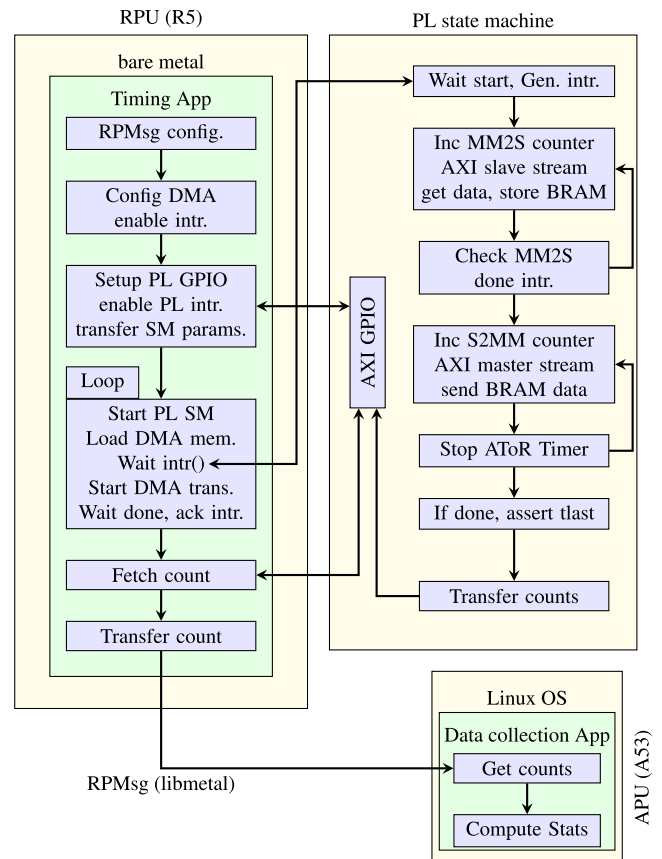 RPU (R5)
bare metal
Timing App
RPMsg config.
Config DMA
enable intr.
Setup PL GPIO
enable PL intr.
transfer SM params.
Loop
Start PL SM
Load DMA mem.
Wait intr()
Start DMA trans.
Wait done, ack intr.
Fetch count
Transfer count
AXI GPIO
PL state machine
Wait start, Gen. intr.
Inc MM2S counter
AXI slave stream
get data, store BRAM
Check MM2S
done intr.
Inc S2MM counter
AXI master stream
send BRAM data
Stop AToR Timer
If done, assert tlast
Transfer counts
RPMsg (libmetal)
Linux OS
Data collection App
Get counts
Compute Stats
APU (A53)